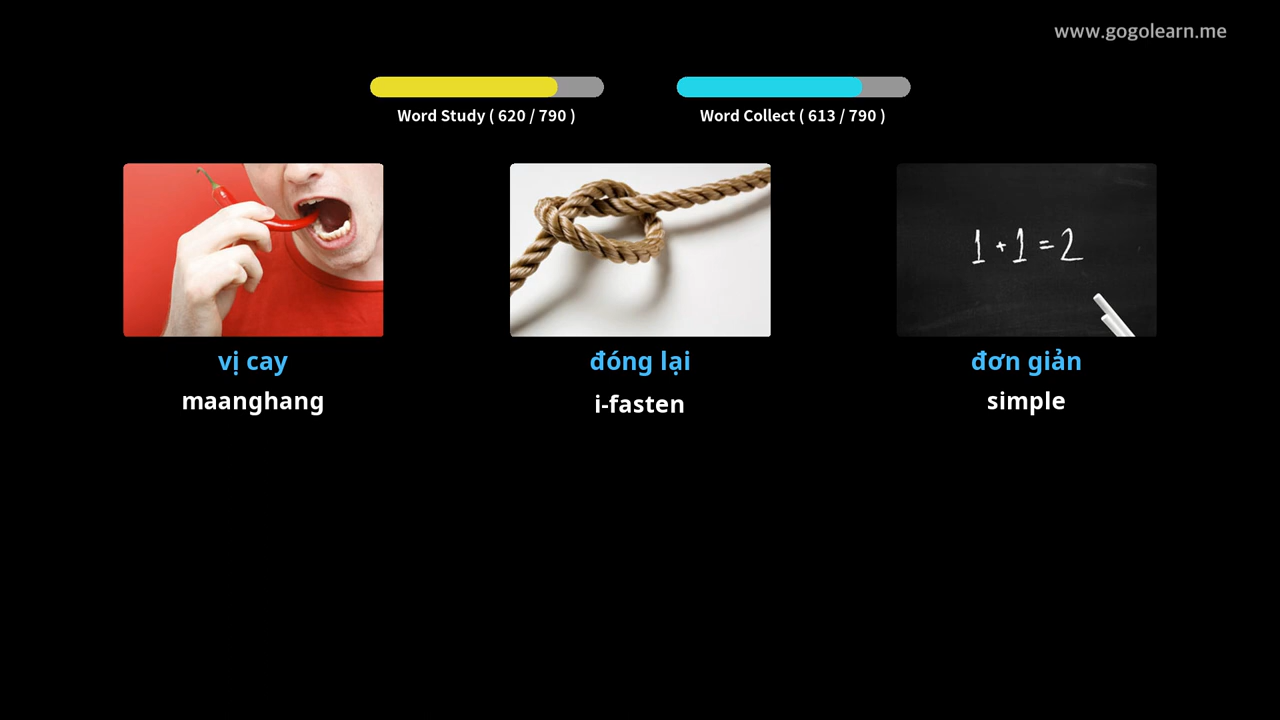 www.gogolearn.me
Word Study ( 620 / 790 )
Word Collect ( 613 / 790 )
1 + 1 = 2
vị cay
đóng lại
đơn giản
maanghang
i-fasten
simple